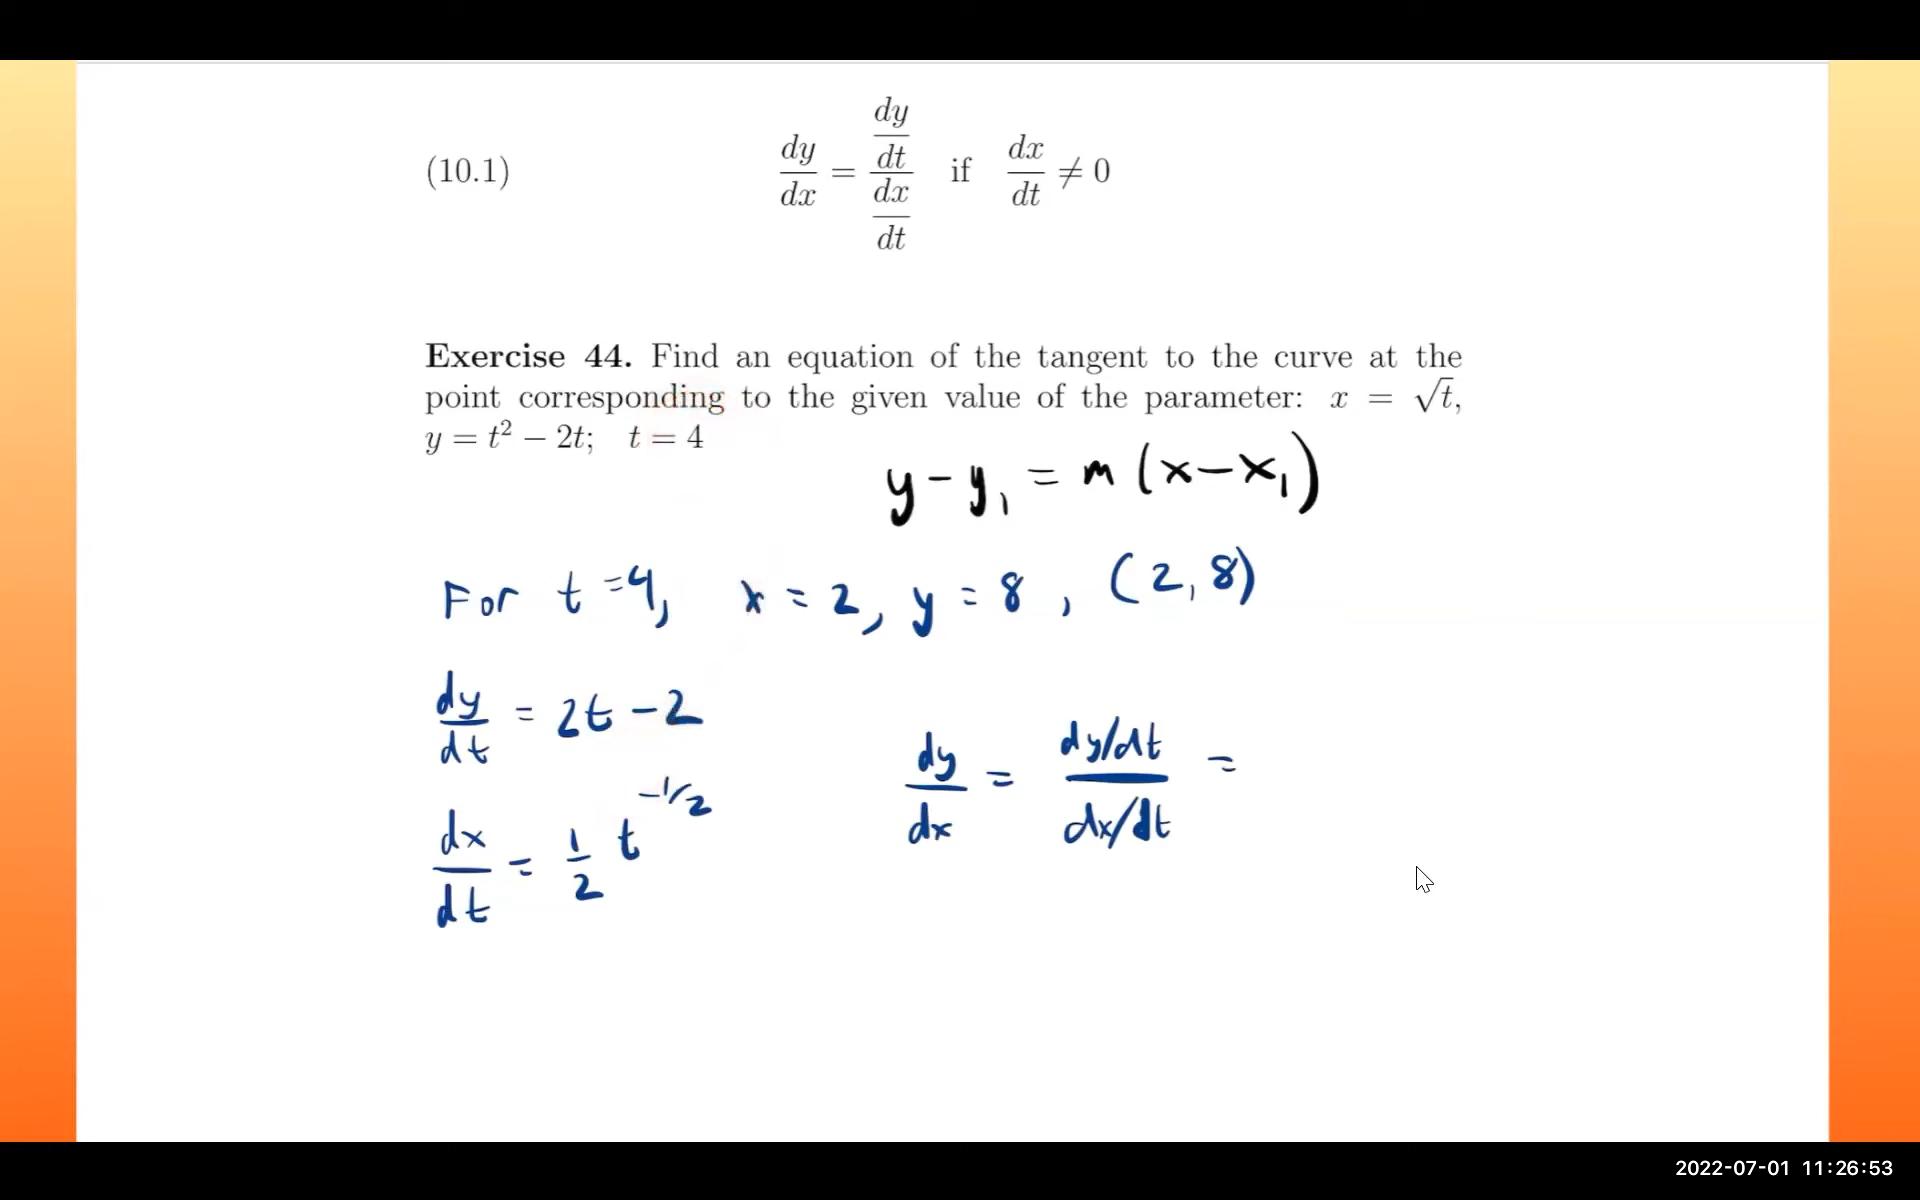 (10.1) dy/dx = (dy/dt)/(dx/dt) if dx/dt ≠ 0
Exercise 44. Find an equation of the tangent to the curve at the
point corresponding to the given value of the parameter: x = √t,
y = t² − 2t; t = 4
y − y₁ = m (x − x₁)
For t = 4, x = 2, y = 8, (2, 8)
dy/dt = 2t − 2
dy/dx = (dy/dt)/(dx/dt) =
dx/dt = 1/2 t^(−1/2)
2022-07-01 11:26:53